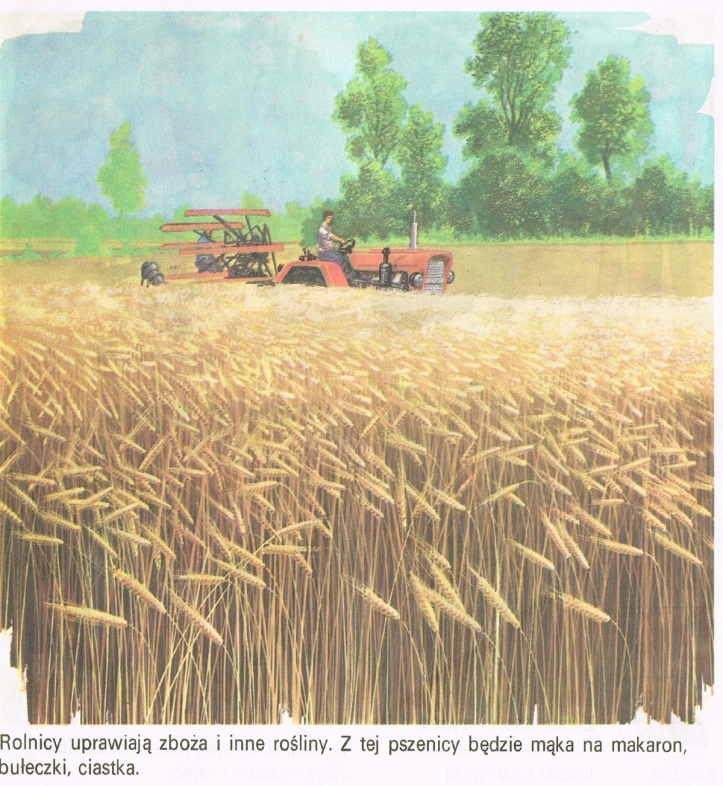 Rolnicy uprawiają zboża i inne rośliny. Z tej pszenicy będzie mąka na makaron,
bułeczki, ciastka.